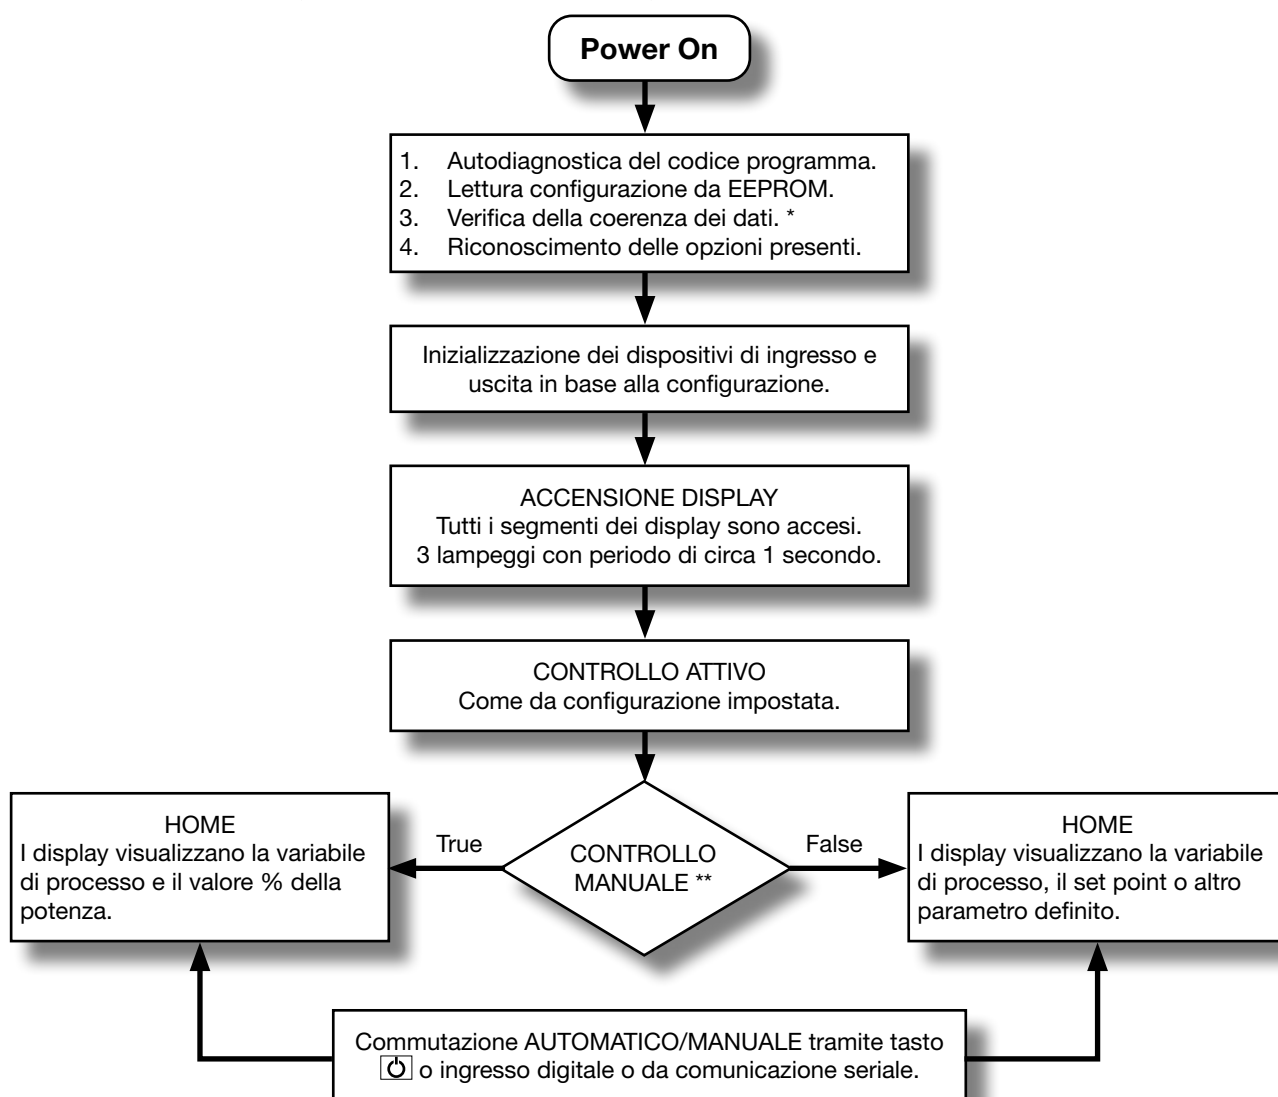 Power On
1. Autodiagnostica del codice programma.
2. Lettura configurazione da EEPROM.
3. Verifica della coerenza dei dati. *
4. Riconoscimento delle opzioni presenti.
Inizializzazione dei dispositivi di ingresso e
uscita in base alla configurazione.
ACCENSIONE DISPLAY
Tutti i segmenti dei display sono accesi.
3 lampeggi con periodo di circa 1 secondo.
CONTROLLO ATTIVO
Come da configurazione impostata.
HOME
I display visualizzano la variabile
di processo e il valore % della
potenza.
True
CONTROLLO
MANUALE **
False
HOME
I display visualizzano la variabile
di processo, il set point o altro
parametro definito.
Commutazione AUTOMATICO/MANUALE tramite tasto
o ingresso digitale o da comunicazione seriale.